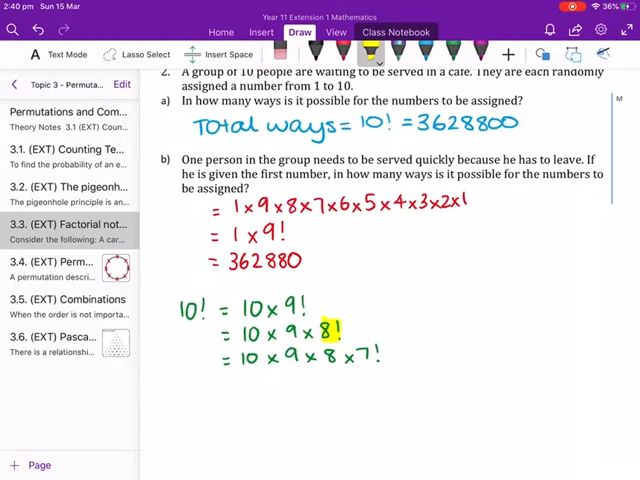 2:40 pm Sun 15 Mar
36%
Year 11 Extension 1 Mathematics
Home Insert Draw View Class Notebook
A Text Mode Lasso Select Insert Space
Topic 3 - Permuta... Edit
Permutations and Com
Theory Notes 3.1 (EXT) Coun...
3.1. (EXT) Counting Te
To find the probability of an e...
3.2. (EXT) The pigeonh
The pigeonhole principle is an...
3.3. (EXT) Factorial not
Consider the following: A car...
3.4. (EXT) Perm
A permutation descri...
3.5. (EXT) Combinations
When the order is not importa...
3.6. (EXT) Pasca
There is a relationshi...
+ Page
2. A group of 10 people are waiting to be served in a cafe. They are each randomly
assigned a number from 1 to 10.
a) In how many ways is it possible for the numbers to be assigned?
Total ways = 10! = 3628800
b) One person in the group needs to be served quickly because he has to leave. If
he is given the first number, in how many ways is it possible for the numbers to
be assigned?
= 1 × 9 × 8 × 7 × 6 × 5 × 4 × 3 × 2 × 1
= 1 × 9!
= 362880
10! = 10 × 9!
= 10 × 9 × 8!
= 10 × 9 × 8 × 7!
M